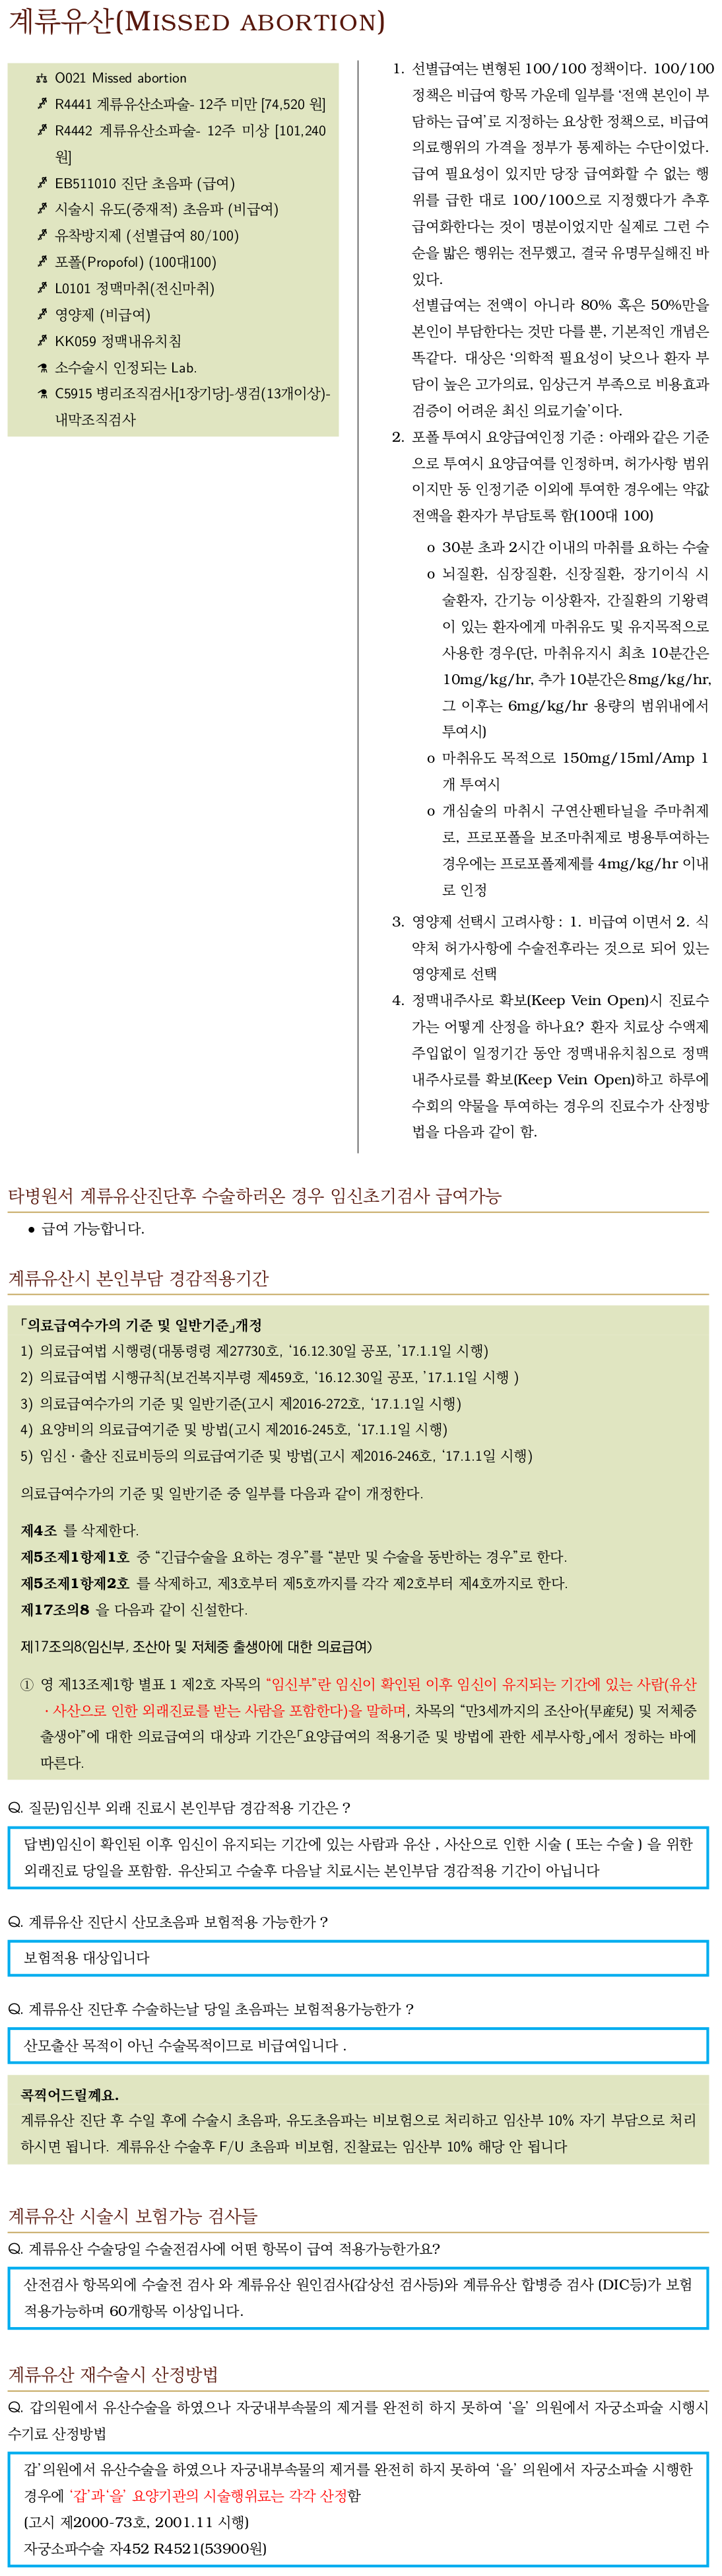 계류유산(MISSED ABORTION)
O021 Missed abortion
R4441 계류유산소파술- 12주 미만 [74,520 원]
R4442 계류유산소파술- 12주 미상 [101,240
원]
EB511010 진단 초음파 (급여)
시술시 유도(중재적) 초음파 (비급여)
유착방지제 (선별급여 80/100)
포폴(Propofol) (100대100)
L0101 정맥마취(전신마취)
영양제 (비급여)
KK059 정맥내유치침
소수술시 인정되는 Lab.
C5915 병리조직검사[1장기당]-생검(13개이상)-
내막조직검사
1. 선별급여는 변형된 100/100 정책이다. 100/100
정책은 비급여 항목 가운데 일부를 ‘전액 본인이 부
담하는 급여’로 지정하는 요상한 정책으로, 비급여
의료행위의 가격을 정부가 통제하는 수단이었다.
급여 필요성이 있지만 당장 급여화할 수 없는 행
위를 급한 대로 100/100으로 지정했다가 추후
급여화한다는 것이 명분이었지만 실제로 그런 수
순을 밟은 행위는 전무했고, 결국 유명무실해진 바
있다.
선별급여는 전액이 아니라 80% 혹은 50%만을
본인이 부담한다는 것만 다를 뿐, 기본적인 개념은
똑같다. 대상은 ‘의학적 필요성이 낮으나 환자 부
담이 높은 고가의료, 임상근거 부족으로 비용효과
검증이 어려운 최신 의료기술’이다.
2. 포폴 투여시 요양급여인정 기준 : 아래와 같은 기준
으로 투여시 요양급여를 인정하며, 허가사항 범위
이지만 동 인정기준 이외에 투여한 경우에는 약값
전액을 환자가 부담토록 함(100대 100)
o 30분 초과 2시간 이내의 마취를 요하는 수술
o 뇌질환, 심장질환, 신장질환, 장기이식 시
술환자, 간기능 이상환자, 간질환의 기왕력
이 있는 환자에게 마취유도 및 유지목적으로
사용한 경우(단, 마취유지시 최초 10분간은
10mg/kg/hr, 추가 10분간은 8mg/kg/hr,
그 이후는 6mg/kg/hr 용량의 범위내에서
투여시)
o 마취유도 목적으로 150mg/15ml/Amp 1
개 투여시
o 개심술의 마취시 구연산펜타닐을 주마취제
로, 프로포폴을 보조마취제로 병용투여하는
경우에는 프로포폴제제를 4mg/kg/hr 이내
로 인정
3. 영양제 선택시 고려사항 : 1. 비급여 이면서 2. 식
약처 허가사항에 수술전후라는 것으로 되어 있는
영양제로 선택
4. 정맥내주사로 확보(Keep Vein Open)시 진료수
가는 어떻게 산정을 하나요? 환자 치료상 수액제
주입없이 일정기간 동안 정맥내유치침으로 정맥
내주사로를 확보(Keep Vein Open)하고 하루에
수회의 약물을 투여하는 경우의 진료수가 산정방
법을 다음과 같이 함.
타병원서 계류유산진단후 수술하러온 경우 임신초기검사 급여가능
• 급여 가능합니다.
계류유산시 본인부담 경감적용기간
「의료급여수가의 기준 및 일반기준」개정
1) 의료급여법 시행령(대통령령 제27730호, ‘16.12.30일 공포, ’17.1.1일 시행)
2) 의료급여법 시행규칙(보건복지부령 제459호, ‘16.12.30일 공포, ’17.1.1일 시행 )
3) 의료급여수가의 기준 및 일반기준(고시 제2016-272호, ‘17.1.1일 시행)
4) 요양비의 의료급여기준 및 방법(고시 제2016-245호, ‘17.1.1일 시행)
5) 임신 · 출산 진료비등의 의료급여기준 및 방법(고시 제2016-246호, ‘17.1.1일 시행)
의료급여수가의 기준 및 일반기준 중 일부를 다음과 같이 개정한다.
제4조 를 삭제한다.
제5조제1항제1호 중 “긴급수술을 요하는 경우”를 “분만 및 수술을 동반하는 경우”로 한다.
제5조제1항제2호 를 삭제하고, 제3호부터 제5호까지를 각각 제2호부터 제4호까지로 한다.
제17조의8 을 다음과 같이 신설한다.
제17조의8(임신부, 조산아 및 저체중 출생아에 대한 의료급여)
① 영 제13조제1항 별표 1 제2호 자목의 “임신부”란 임신이 확인된 이후 임신이 유지되는 기간에 있는 사람(유산
· 사산으로 인한 외래진료를 받는 사람을 포함한다)을 말하며, 차목의 “만3세까지의 조산아(早産兒) 및 저체중
출생아”에 대한 의료급여의 대상과 기간은「요양급여의 적용기준 및 방법에 관한 세부사항」에서 정하는 바에
따른다.
Q. 질문)임신부 외래 진료시 본인부담 경감적용 기간은 ?
답변)임신이 확인된 이후 임신이 유지되는 기간에 있는 사람과 유산 , 사산으로 인한 시술 ( 또는 수술 ) 을 위한
외래진료 당일을 포함함. 유산되고 수술후 다음날 치료시는 본인부담 경감적용 기간이 아닙니다
Q. 계류유산 진단시 산모초음파 보험적용 가능한가 ?
보험적용 대상입니다
Q. 계류유산 진단후 수술하는날 당일 초음파는 보험적용가능한가 ?
산모출산 목적이 아닌 수술목적이므로 비급여입니다 .
콕찍어드릴께요.
계류유산 진단 후 수일 후에 수술시 초음파, 유도초음파는 비보험으로 처리하고 임산부 10% 자기 부담으로 처리
하시면 됩니다. 계류유산 수술후 F/U 초음파 비보험, 진찰료는 임산부 10% 해당 안 됩니다
계류유산 시술시 보험가능 검사들
Q. 계류유산 수술당일 수술전검사에 어떤 항목이 급여 적용가능한가요?
산전검사 항목외에 수술전 검사 와 계류유산 원인검사(갑상선 검사등)와 계류유산 합병증 검사 (DIC등)가 보험
적용가능하며 60개항목 이상입니다.
계류유산 재수술시 산정방법
Q. 갑의원에서 유산수술을 하였으나 자궁내부속물의 제거를 완전히 하지 못하여 ‘을’ 의원에서 자궁소파술 시행시
수기료 산정방법
갑’의원에서 유산수술을 하였으나 자궁내부속물의 제거를 완전히 하지 못하여 ‘을’ 의원에서 자궁소파술 시행한
경우에 ‘갑’과‘을’ 요양기관의 시술행위료는 각각 산정함
(고시 제2000-73호, 2001.11 시행)
자궁소파수술 자452 R4521(53900원)